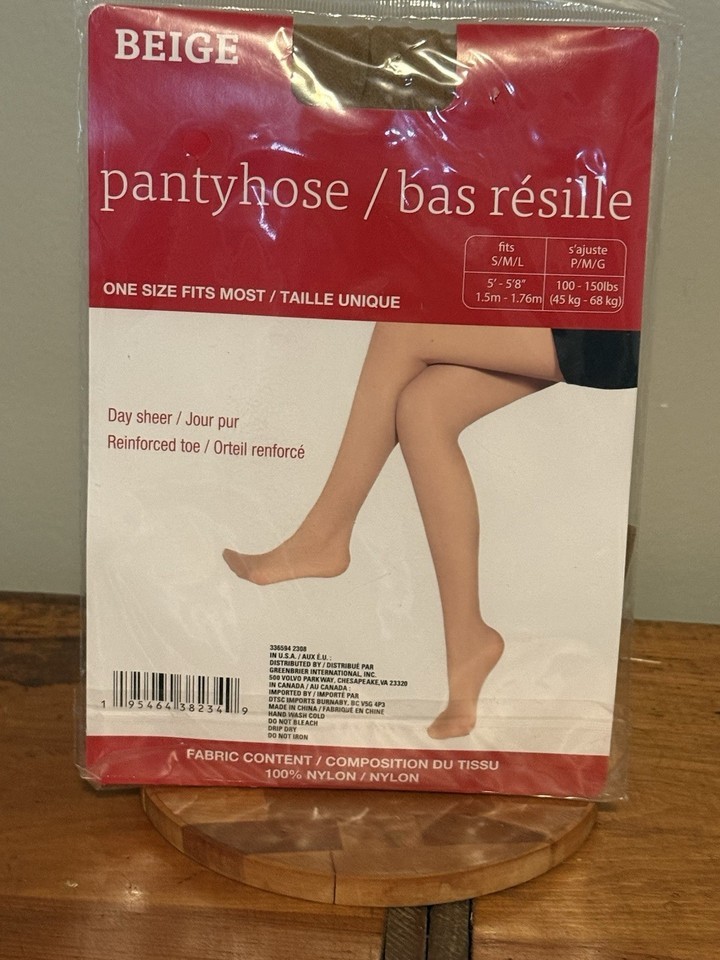 BEIGE
pantyhose / bas résille
fits
S/M/L
s'ajuste
P/M/G
5' - 5'8"
1.5m - 1.76m
100 - 150lbs
(45 kg - 68 kg)
ONE SIZE FITS MOST / TAILLE UNIQUE
Day sheer / Jour pur
Reinforced toe / Orteil renforcé
336594 2308
IN U.S.A. / AUX É.U. :
DISTRIBUTED BY / DISTRIBUÉ PAR
GREENBRIER INTERNATIONAL, INC.
500 VOLVO PARKWAY, CHESAPEAKE, VA 23320
IN CANADA / AU CANADA :
IMPORTED BY / IMPORTÉ PAR
DTSC IMPORTS BURNABY, BC V5G 4P3
MADE IN CHINA / FABRIQUÉ EN CHINE
HAND WASH COLD
DO NOT BLEACH
DRIP DRY
DO NOT IRON
1 95464 38234 9
FABRIC CONTENT / COMPOSITION DU TISSU
100% NYLON / NYLON